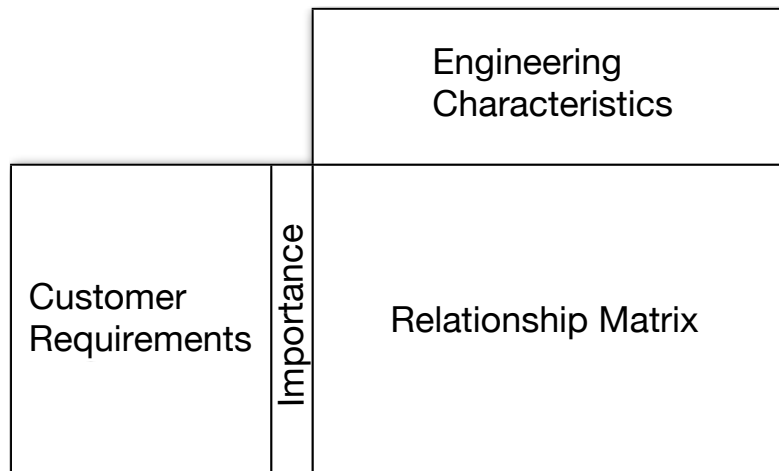 Engineering
Characteristics
Customer
Requirements
Importance
Relationship Matrix